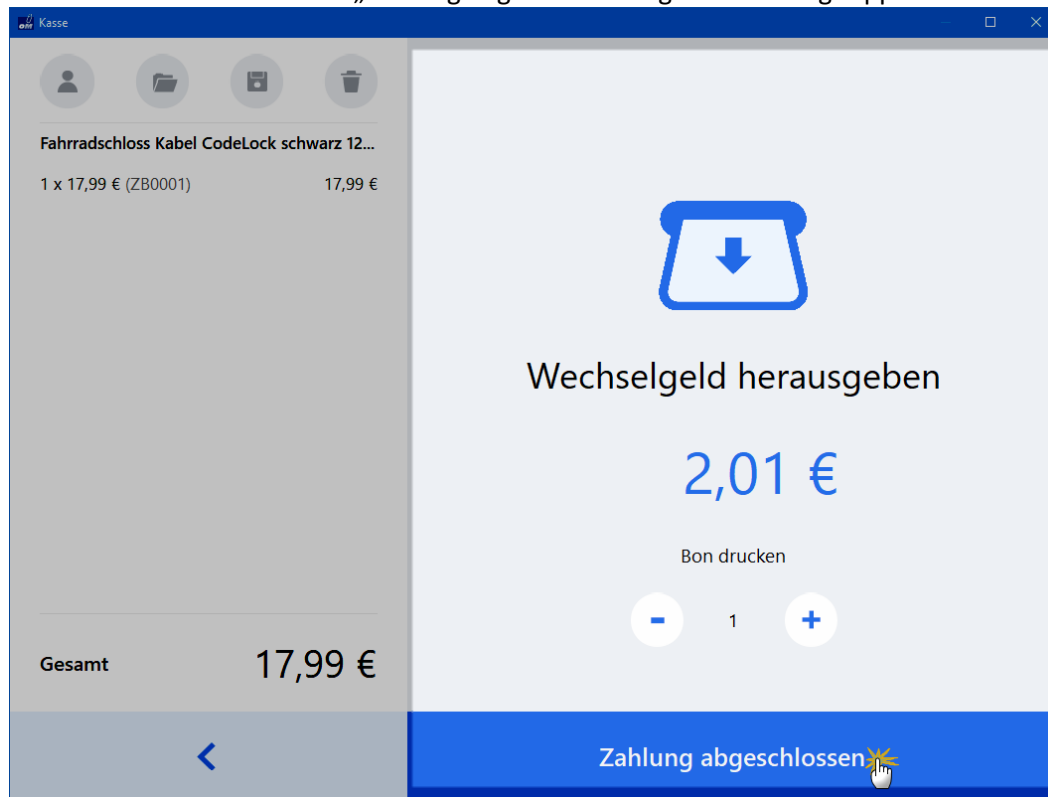 Kasse
Fahrradschloss Kabel CodeLock schwarz 12...
1 x 17,99 € (ZB0001) 17,99 €
Wechselgeld herausgeben
2,01 €
Bon drucken
- 1 +
Gesamt 17,99 €
Zahlung abgeschlossen